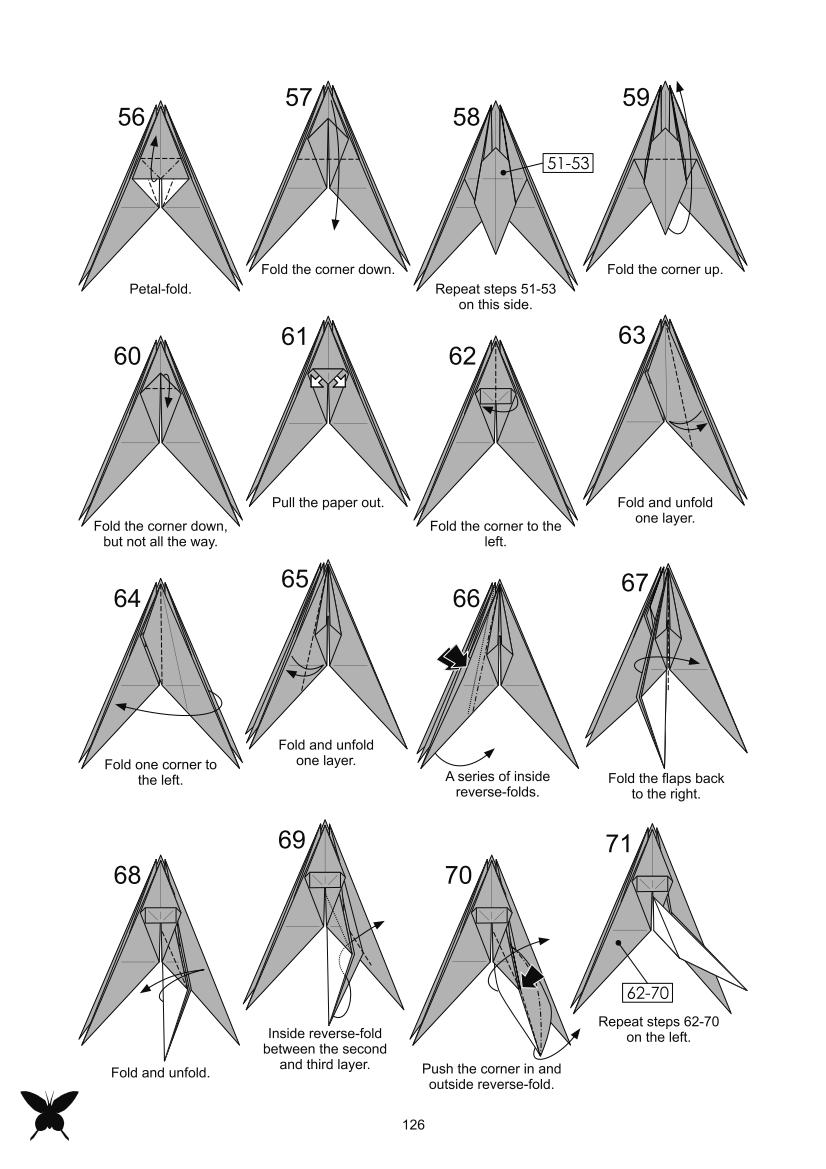 56
Petal-fold.
57
Fold the corner down.
58
51-53
Repeat steps 51-53
on this side.
59
Fold the corner up.
60
Fold the corner down,
but not all the way.
61
Pull the paper out.
62
Fold the corner to the
left.
63
Fold and unfold
one layer.
64
Fold one corner to
the left.
65
Fold and unfold
one layer.
66
A series of inside
reverse-folds.
67
Fold the flaps back
to the right.
68
Fold and unfold.
69
Inside reverse-fold
between the second
and third layer.
70
Push the corner in and
outside reverse-fold.
71
62-70
Repeat steps 62-70
on the left.
126